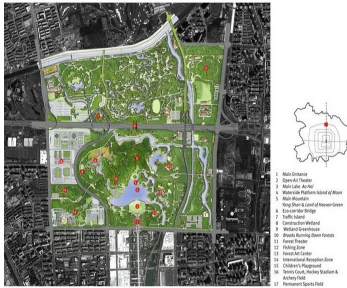 1 Main Entrance
2 Open-Air Theater
3 Main Lake: Ao Hai
4 Waterside Platform Island of Moon
5 Main Mountain
Yang Shan & Land of Heaven Green
6 Eco-corridor Bridge
7 Traffic Island
8 Construction Wetland
9 Wetland Greenhouse
10 Brooks Running Down Forests
11 Forest Theater
12 Fishing Zone
13 Forest Art Center
14 International Reception Zone
15 Children's Playground
16 Tennis Court, Hockey Stadium &
Archery Field
17 Permanent Sports Field